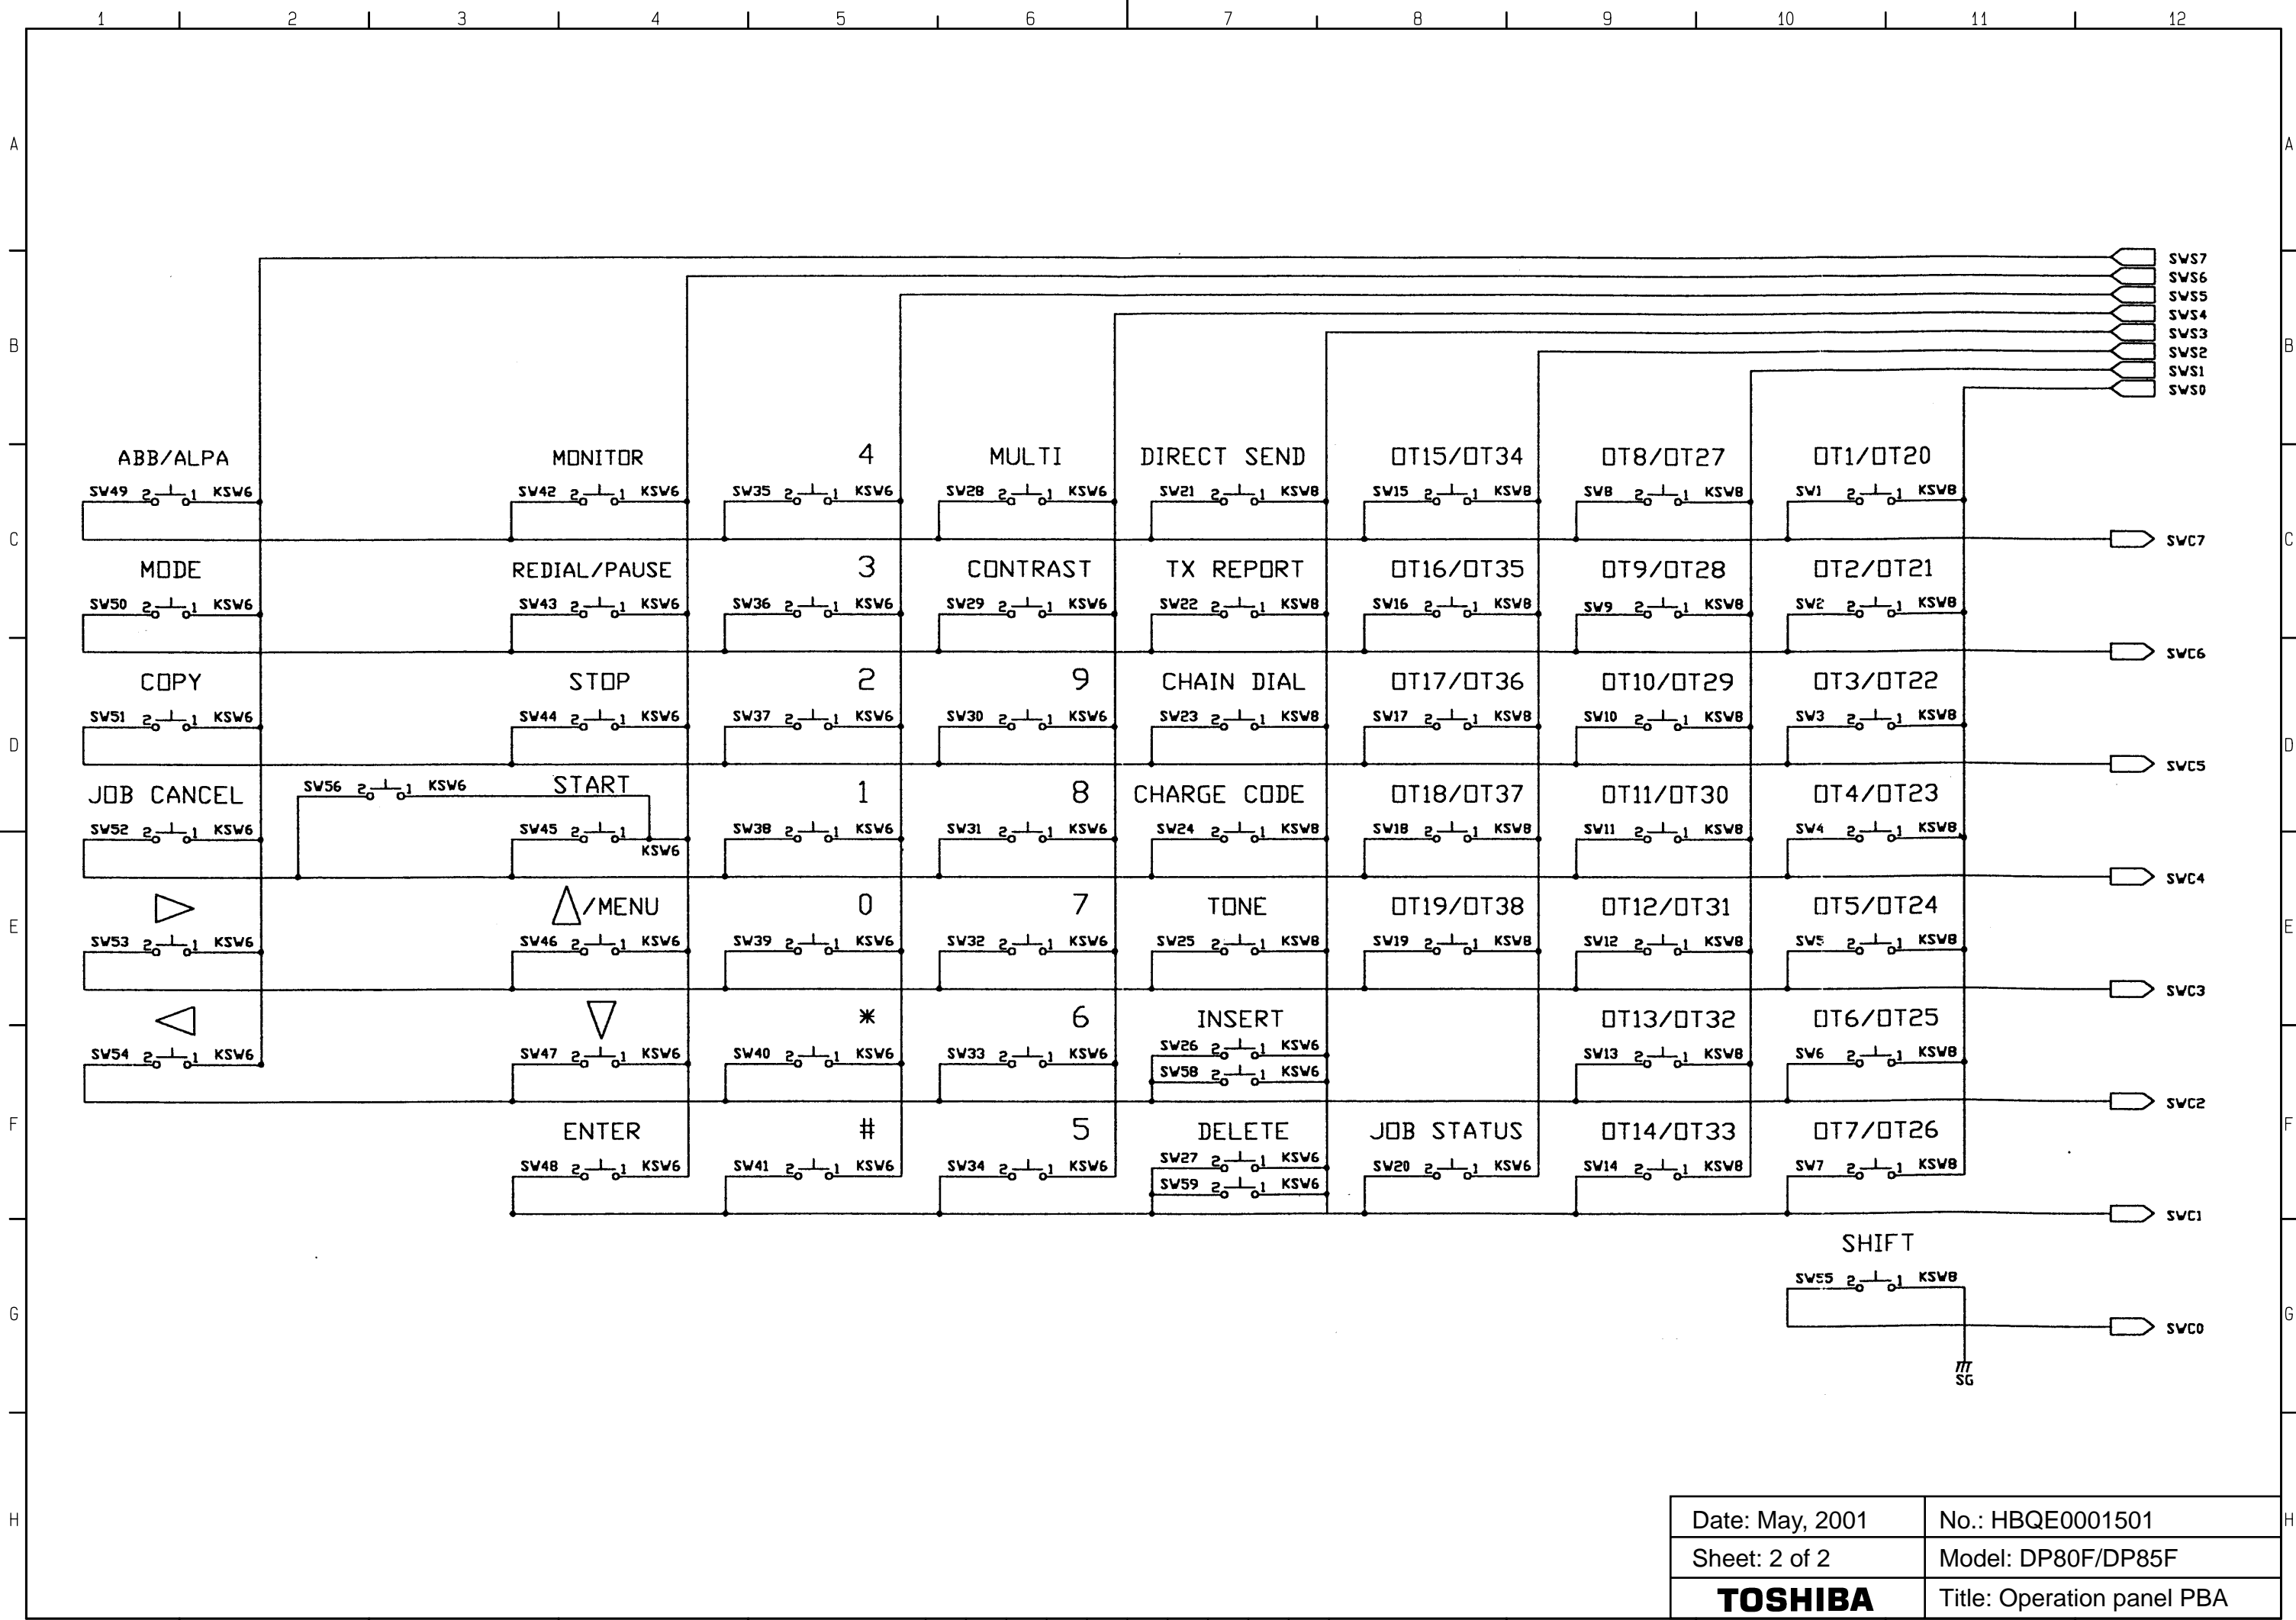 1 2 3 4 5 6 7 8 9 10 11 12
A A
SWS7
SWS6
SWS5
SWS4
SWS3
B B
SWS2
SWS1
SWS0
ABB/ALPA MONITOR 4 MULTI DIRECT SEND OT15/OT34 OT8/OT27 OT1/OT20
SW49 2 1 KSW6 SW42 2 1 KSW6 SW35 2 1 KSW6 SW28 2 1 KSW6 SW21 2 1 KSW8 SW15 2 1 KSW8 SW8 2 1 KSW8 SW1 2 1 KSW8
C SWC7 C
MODE REDIAL/PAUSE 3 CONTRAST TX REPORT OT16/OT35 OT9/OT28 OT2/OT21
SW50 2 1 KSW6 SW43 2 1 KSW6 SW36 2 1 KSW6 SW29 2 1 KSW6 SW22 2 1 KSW8 SW16 2 1 KSW8 SW9 2 1 KSW8 SW2 2 1 KSW8
SWC6
COPY STOP 2 9 CHAIN DIAL OT17/OT36 OT10/OT29 OT3/OT22
SW51 2 1 KSW6 SW44 2 1 KSW6 SW37 2 1 KSW6 SW30 2 1 KSW6 SW23 2 1 KSW8 SW17 2 1 KSW8 SW10 2 1 KSW8 SW3 2 1 KSW8
D D
SWC5
SW56 2 1 KSW6
JOB CANCEL START 1 8 CHARGE CODE OT18/OT37 OT11/OT30 OT4/OT23
SW52 2 1 KSW6 SW45 2 1 KSW6 SW38 2 1 KSW6 SW31 2 1 KSW6 SW24 2 1 KSW8 SW18 2 1 KSW8 SW11 2 1 KSW8 SW4 2 1 KSW8
SWC4
▷ △/MENU 0 7 TONE OT19/OT38 OT12/OT31 OT5/OT24
E E
SW53 2 1 KSW6 SW46 2 1 KSW6 SW39 2 1 KSW6 SW32 2 1 KSW6 SW25 2 1 KSW8 SW19 2 1 KSW8 SW12 2 1 KSW8 SW5 2 1 KSW8
SWC3
◁ ▽ * 6 INSERT OT13/OT32 OT6/OT25
SW26 2 1 KSW6
SW54 2 1 KSW6 SW47 2 1 KSW6 SW40 2 1 KSW6 SW33 2 1 KSW6 SW58 2 1 KSW6 SW13 2 1 KSW8 SW6 2 1 KSW8
SWC2
F F
ENTER # 5 DELETE JOB STATUS OT14/OT33 OT7/OT26
SW27 2 1 KSW6
SW48 2 1 KSW6 SW41 2 1 KSW6 SW34 2 1 KSW6 SW59 2 1 KSW6 SW20 2 1 KSW6 SW14 2 1 KSW8 SW7 2 1 KSW8
SWC1
SHIFT
SW55 2 1 KSW8
G G
SWC0
SG
H H
Date: May, 2001 No.: HBQE0001501
Sheet: 2 of 2 Model: DP80F/DP85F
TOSHIBA Title: Operation panel PBA